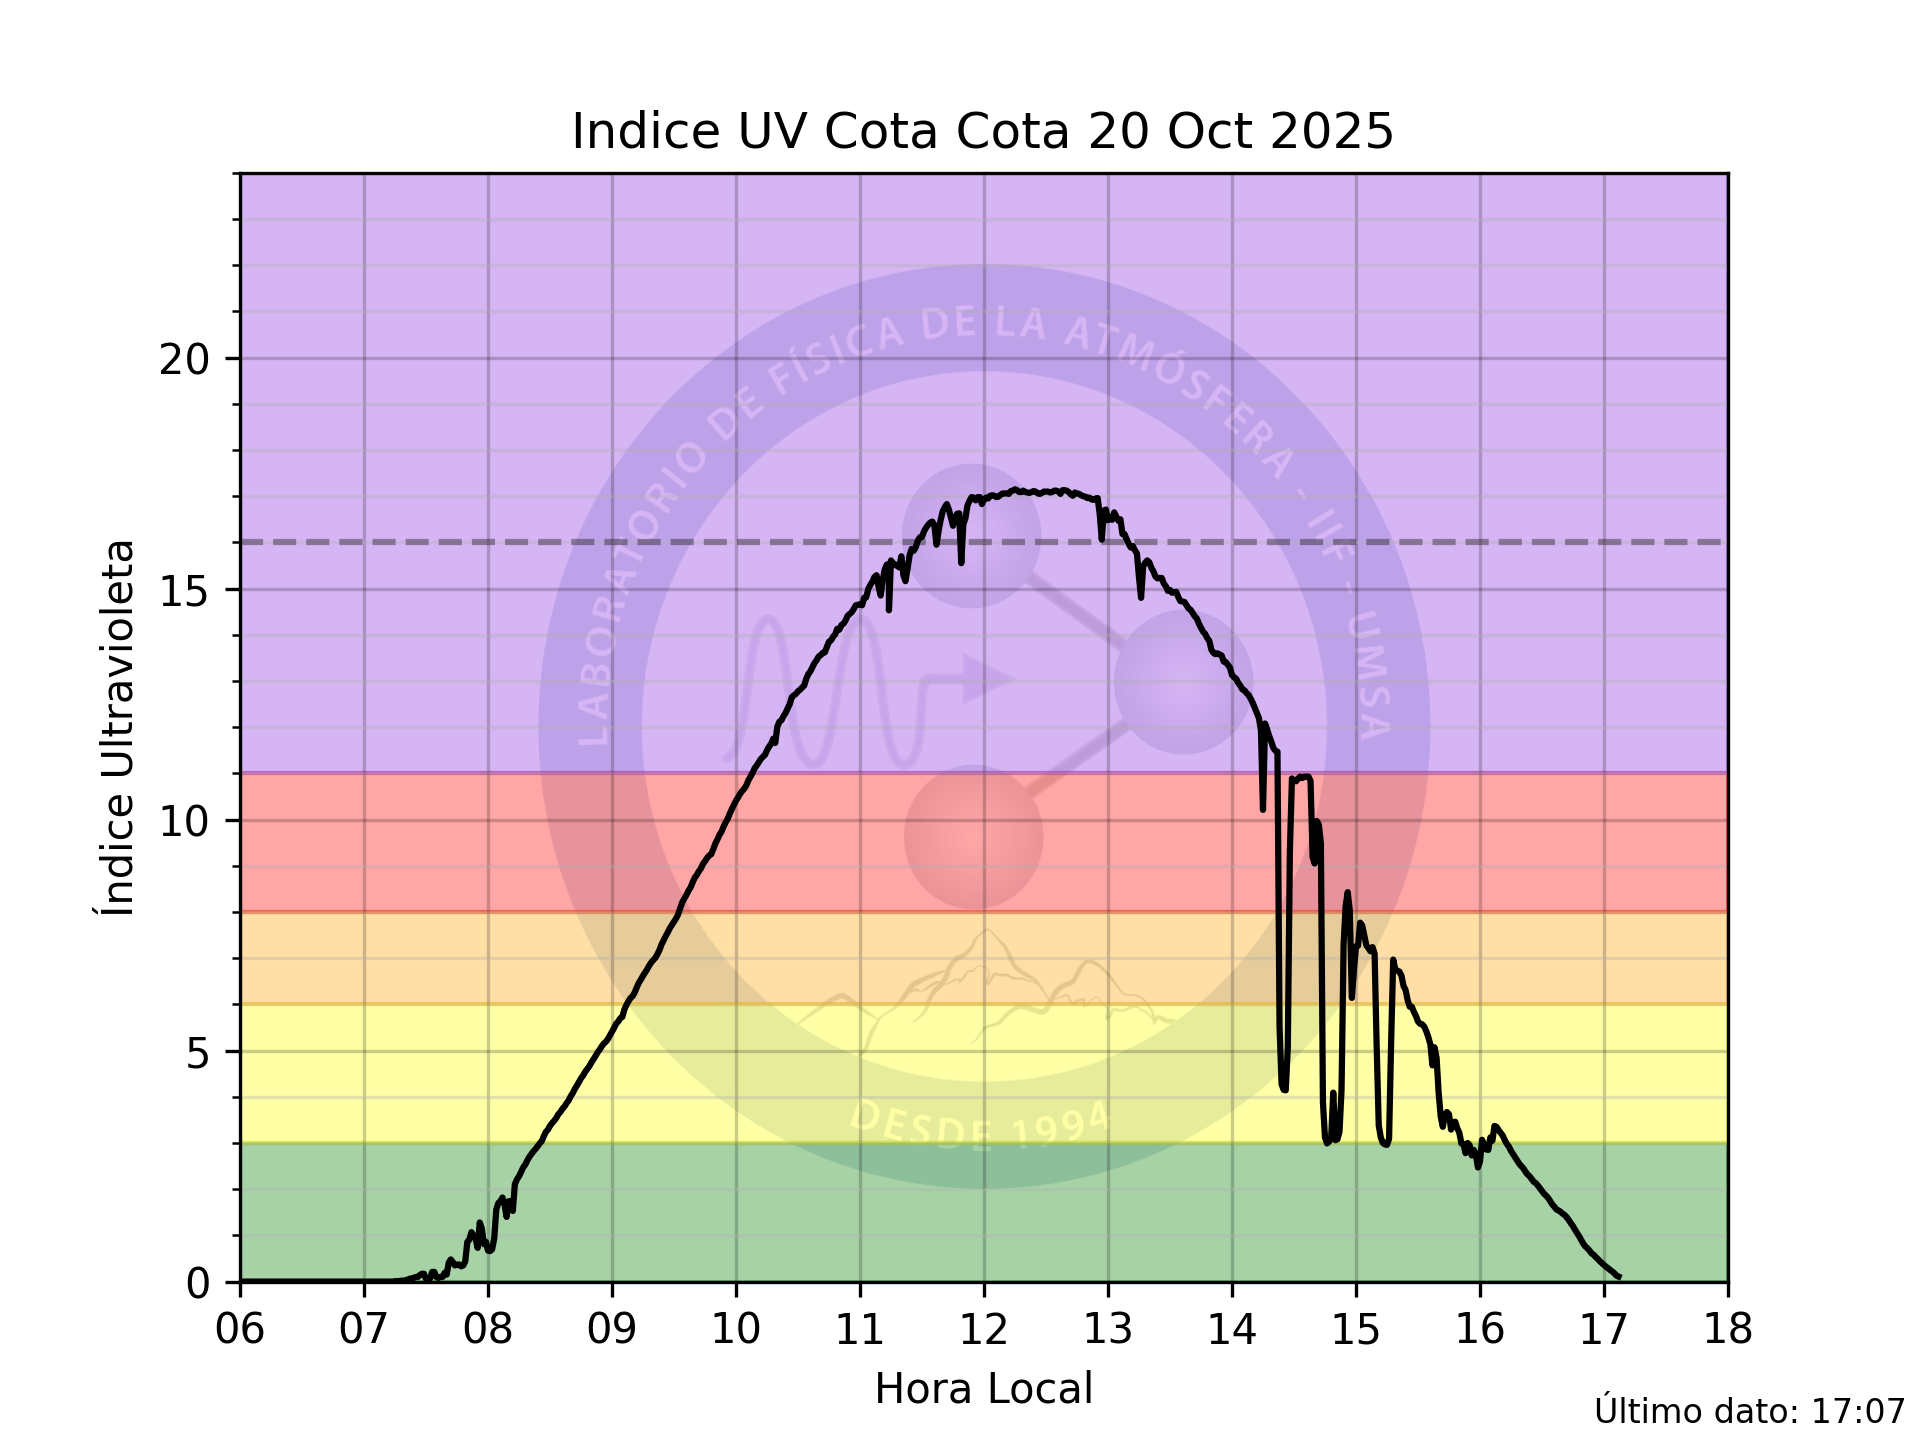 Indice UV Cota Cota 20 Oct 2025
Índice Ultravioleta
20
15
10
5
0
LABORATORIO DE FÍSICA DE LA ATMÓSFERA - IIF - UMSA
DESDE 1994
06 07 08 09 10 11 12 13 14 15 16 17 18
Hora Local
Último dato: 17:07